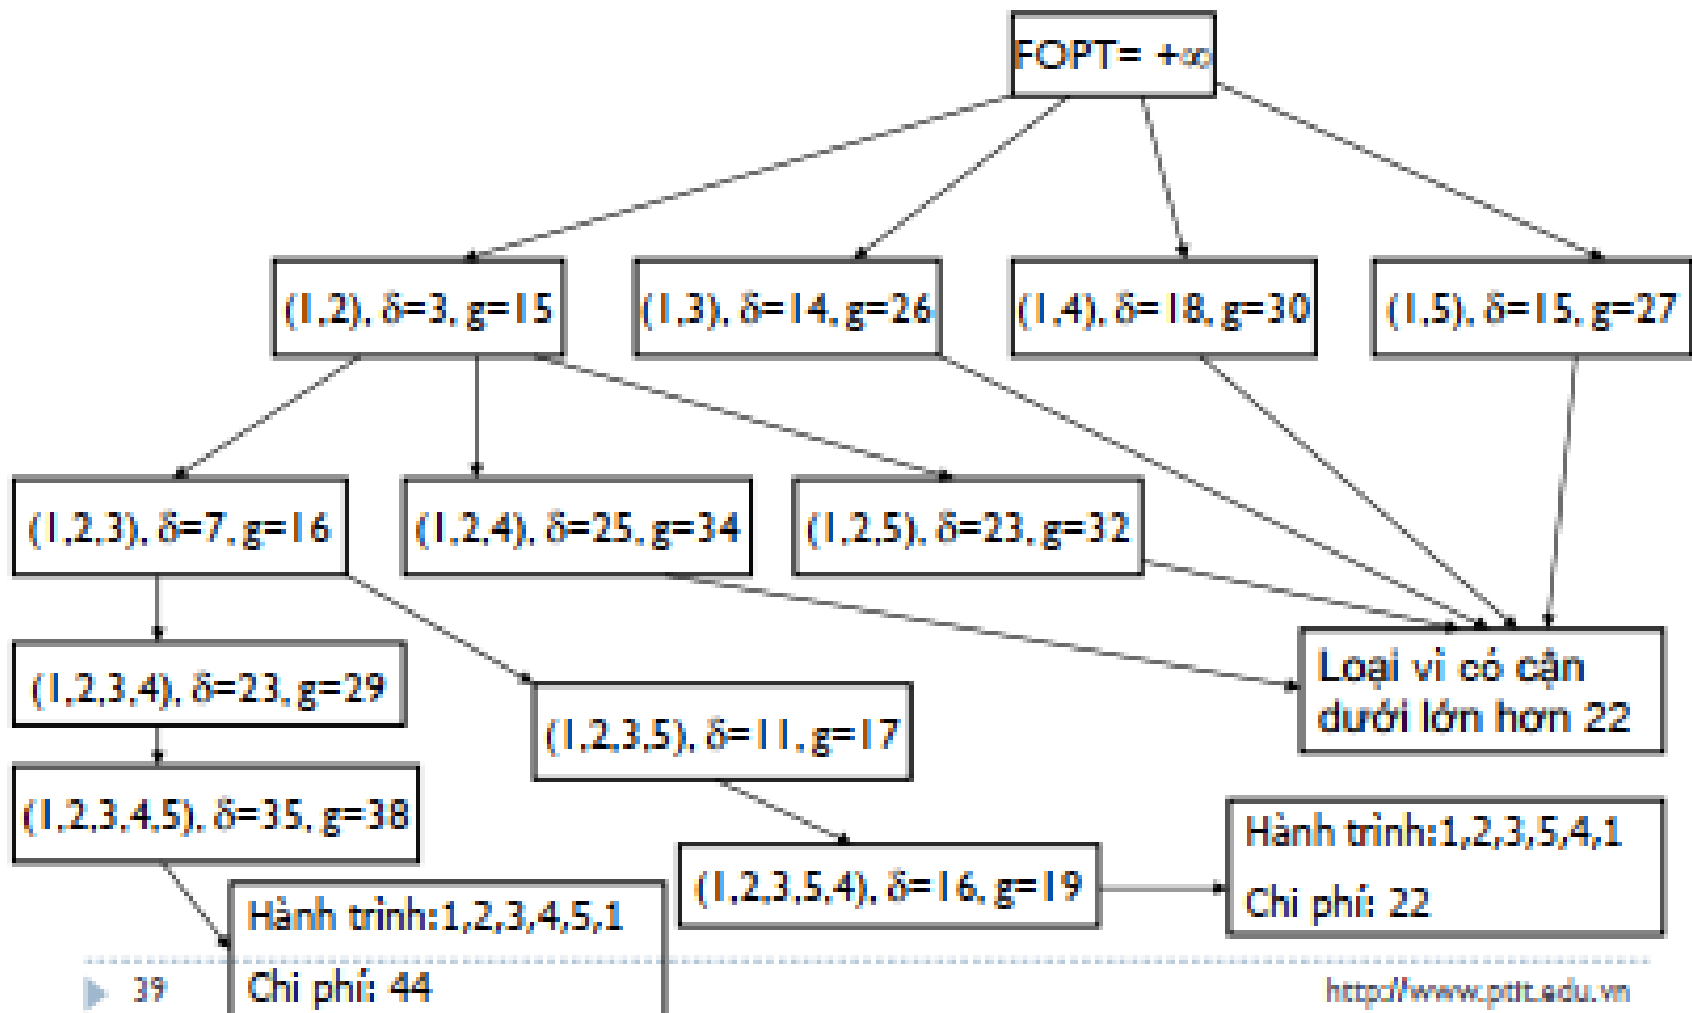 FOPT= +∞
(1,2), δ=3, g=15
(1,3), δ=14, g=26
(1,4), δ=18, g=30
(1,5), δ=15, g=27
(1,2,3), δ=7, g=16
(1,2,4), δ=25, g=34
(1,2,5), δ=23, g=32
(1,2,3,4), δ=23, g=29
(1,2,3,5), δ=11, g=17
Loại vì có cận
dưới lớn hơn 22
(1,2,3,4,5), δ=35, g=38
(1,2,3,5,4), δ=16, g=19
Hành trình:1,2,3,5,4,1
Chi phí: 22
Hành trình:1,2,3,4,5,1
Chi phí: 44
39
http://www.ptit.edu.vn